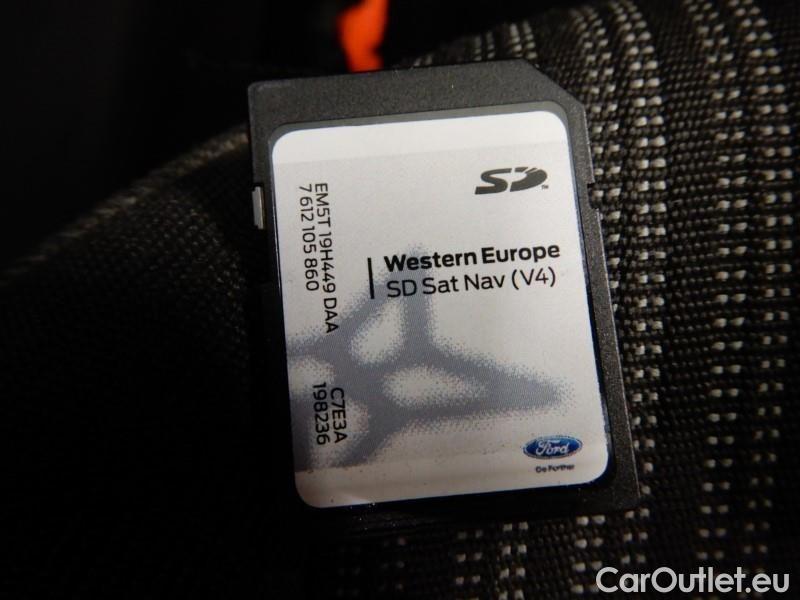 SD
TM
Western Europe
SD Sat Nav (V4)
EM5T 19H449 DAA
7 612 105 860
C7E3A
198236
Ford
Go Further
CarOutlet.eu